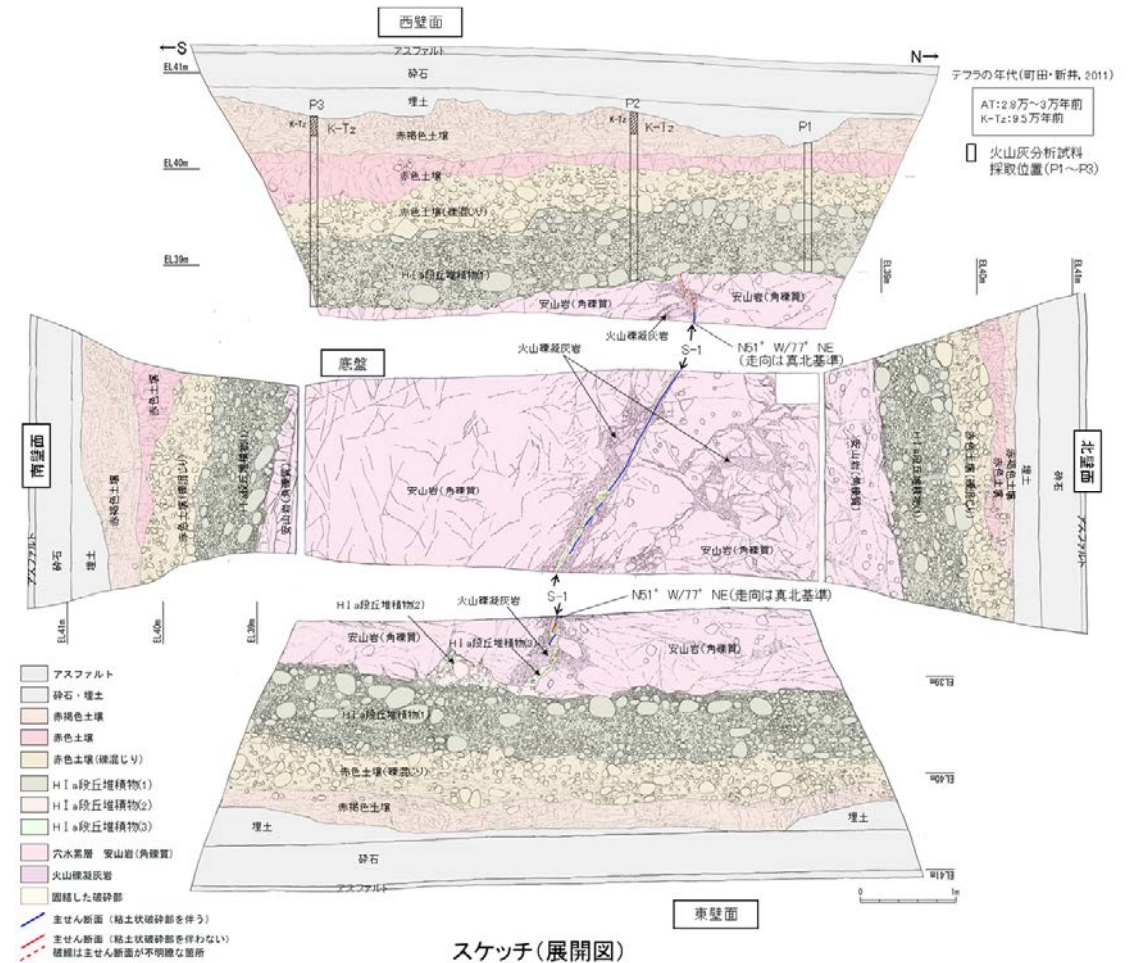 西壁面
←S
N→
アスファルト
EL41m
砕石
テフラの年代(町田・新井, 2011)
AT:2.8万～3万年前
K-Tz:9.5万年前
火山灰分析試料
採取位置(P1～P3)
埋土
P3
P2
P1
K-Tz
K-Tz
K-Tz
K-Tz
赤褐色土壌
EL40m
赤色土壌
赤色土壌(礫混じり)
EL39m
HⅠa段丘堆積物(1)
安山岩(角礫質)
安山岩(角礫質)
火山礫凝灰岩
N51°W/77°NE
(走向は真北基準)
EL39m
EL40m
EL41m
底盤
火山礫凝灰岩
S-1
南壁面
アスファルト
砕石
埋土
赤褐色土壌
赤色土壌
赤色土壌(礫混じり)
HⅠa段丘堆積物(1)
安山岩(角礫質)
EL41m
EL40m
EL39m
安山岩(角礫質)
安山岩(角礫質)
安山岩(角礫質)
HⅠa段丘堆積物(1)
赤色土壌(礫混じり)
赤色土壌
赤褐色土壌
埋土
砕石
アスファルト
北壁面
S-1
N51°W/77°NE(走向は真北基準)
HⅠa段丘堆積物(2)
火山礫凝灰岩
安山岩(角礫質)
HⅠa段丘堆積物(3)
安山岩(角礫質)
EL39m
HⅠa段丘堆積物(1)
赤色土壌(礫混じり)
EL40m
赤褐色土壌
埋土
埋土
砕石
EL41m
アスファルト
0 1m
東壁面
アスファルト
砕石・埋土
赤褐色土壌
赤色土壌
赤色土壌(礫混じり)
HⅠa段丘堆積物(1)
HⅠa段丘堆積物(2)
HⅠa段丘堆積物(3)
穴水累層 安山岩(角礫質)
火山礫凝灰岩
固結した破砕部
主せん断面 (粘土状破砕部を伴う)
主せん断面 (粘土状破砕部を伴わない)
破線は主せん断面が不明瞭な箇所
スケッチ(展開図)